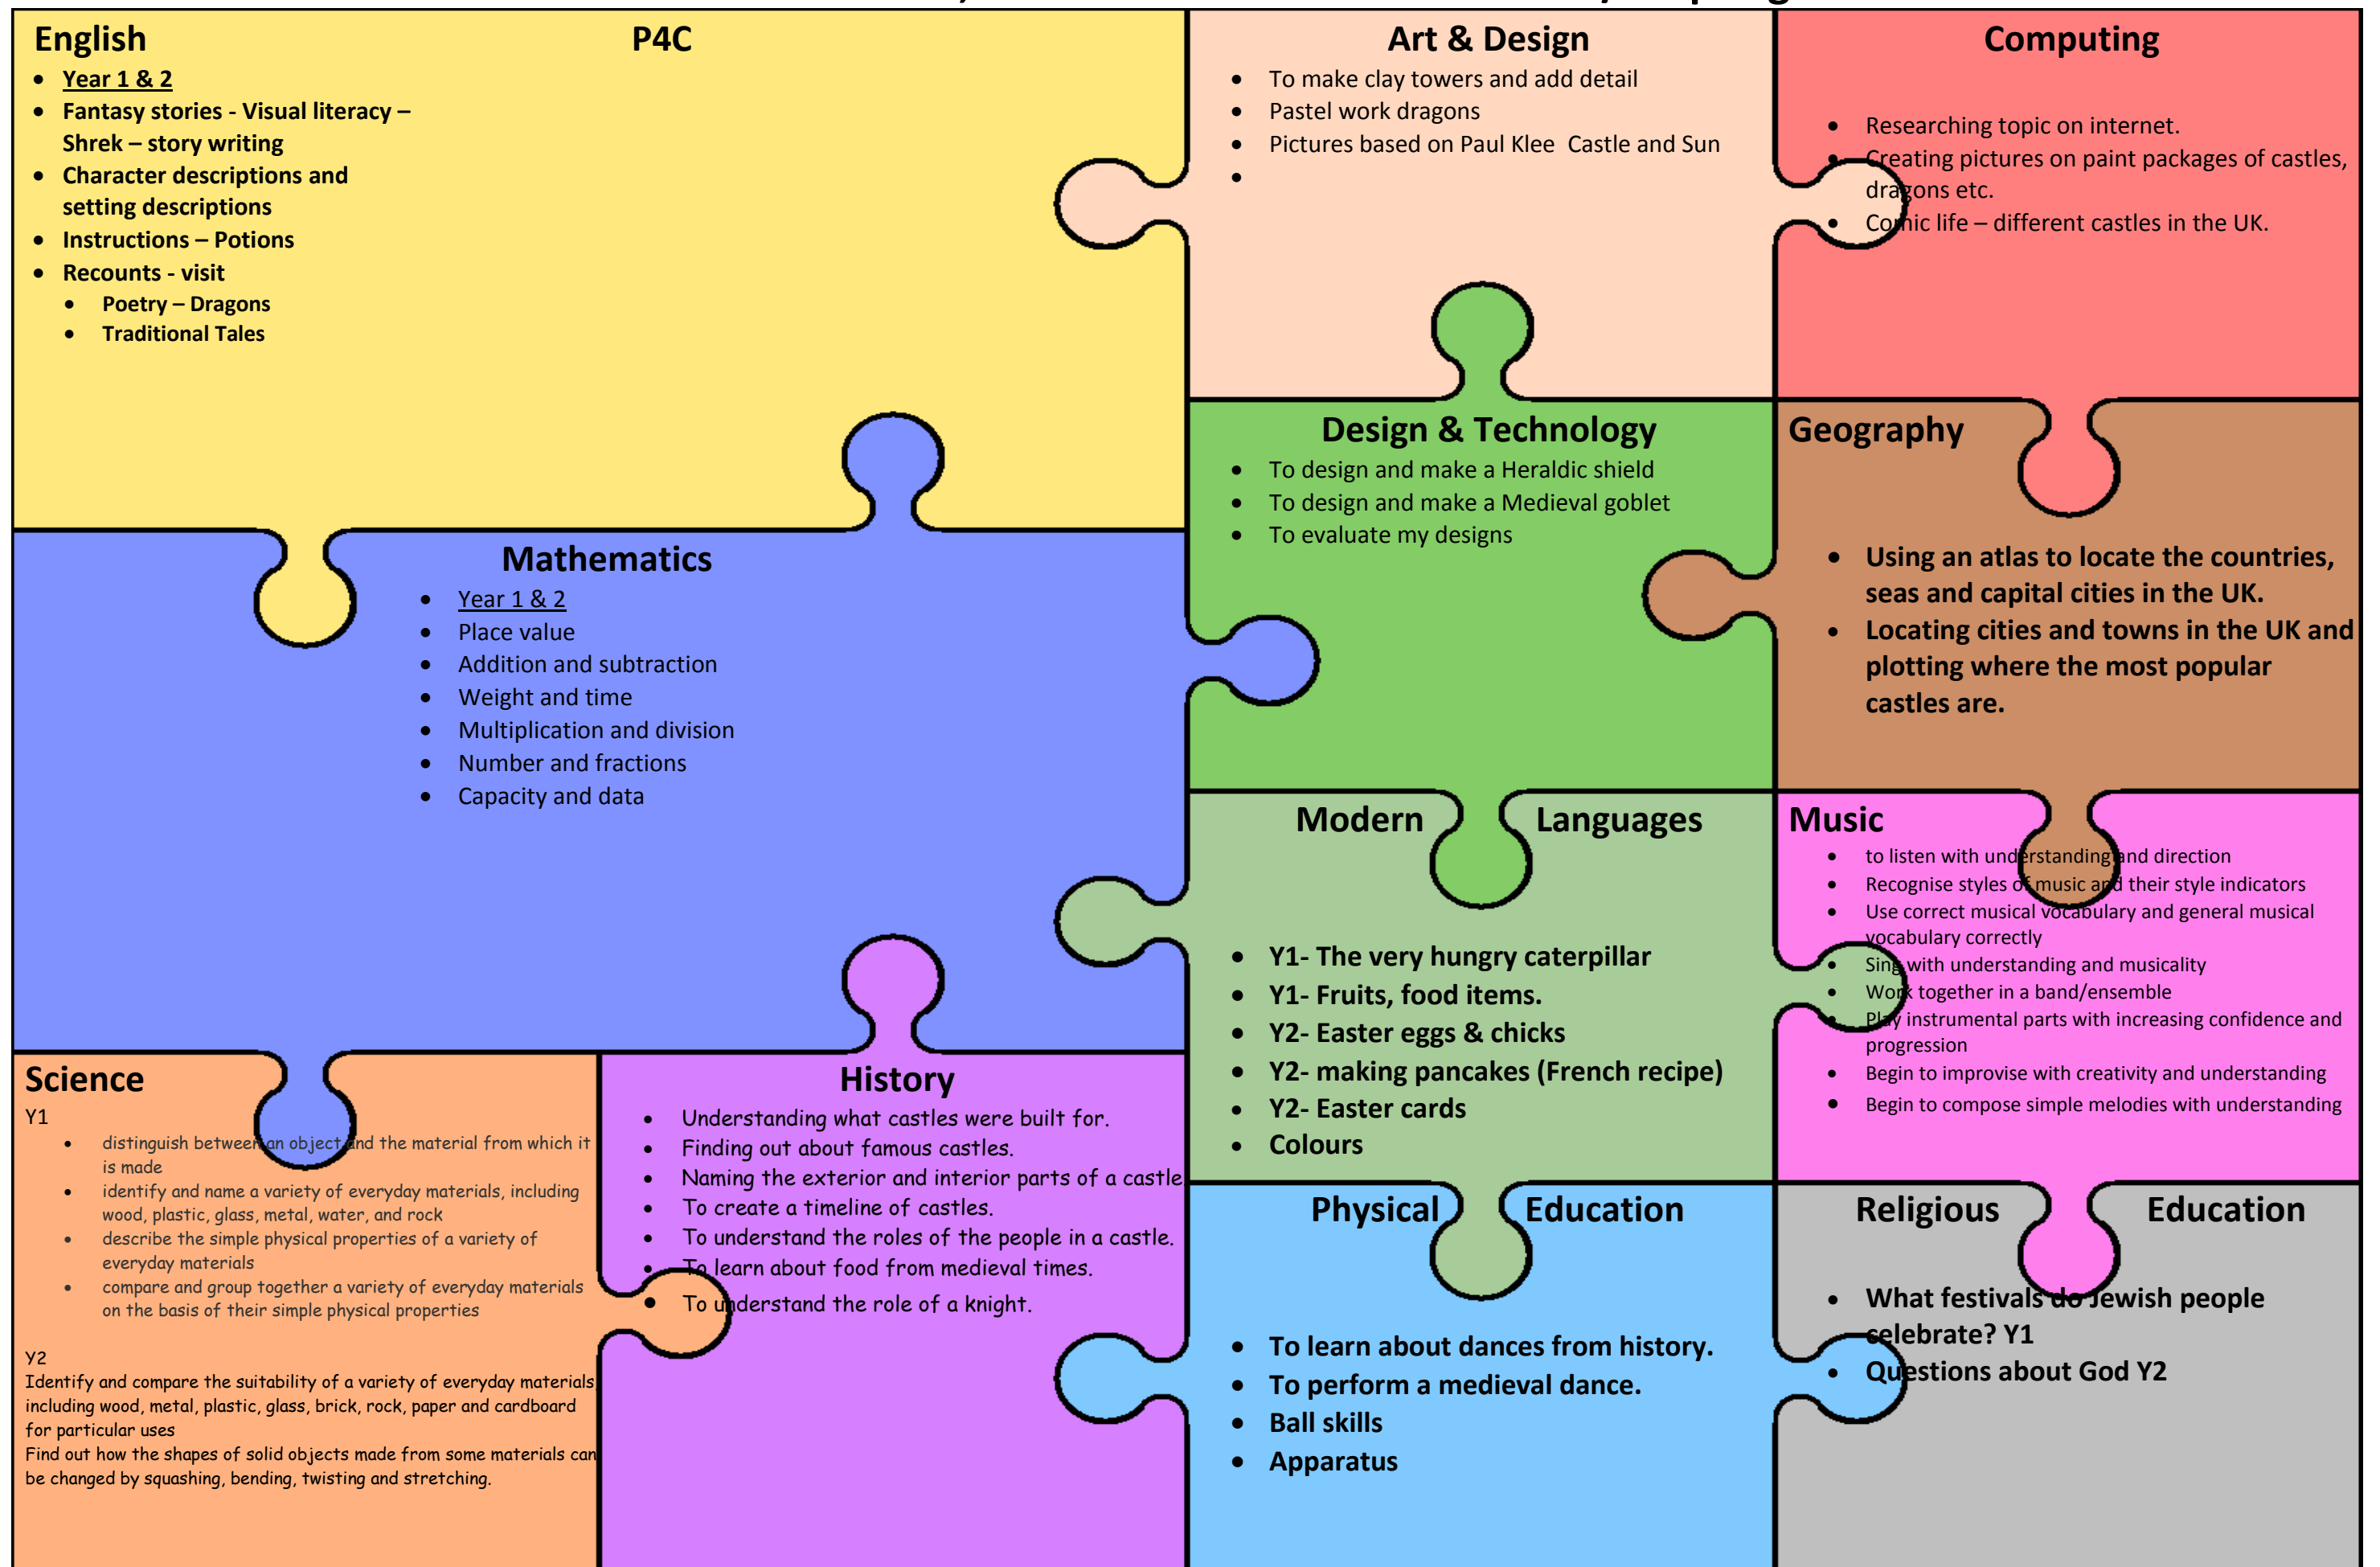 English
P4C
Year 1 & 2
Fantasy stories - Visual literacy –
Shrek – story writing
Character descriptions and
setting descriptions
Instructions – Potions
Recounts - visit
Poetry – Dragons
Traditional Tales
Art & Design
To make clay towers and add detail
Pastel work dragons
Pictures based on Paul Klee Castle and Sun
Computing
Researching topic on internet.
Creating pictures on paint packages of castles,
dragons etc.
Comic life – different castles in the UK.
Mathematics
Year 1 & 2
Place value
Addition and subtraction
Weight and time
Multiplication and division
Number and fractions
Capacity and data
Design & Technology
To design and make a Heraldic shield
To design and make a Medieval goblet
To evaluate my designs
Geography
Using an atlas to locate the countries,
seas and capital cities in the UK.
Locating cities and towns in the UK and
plotting where the most popular
castles are.
Modern Languages
Y1- The very hungry caterpillar
Y1- Fruits, food items.
Y2- Easter eggs & chicks
Y2- making pancakes (French recipe)
Y2- Easter cards
Colours
Music
to listen with understanding and direction
Recognise styles of music and their style indicators
Use correct musical vocabulary and general musical
vocabulary correctly
Sing with understanding and musicality
Work together in a band/ensemble
Play instrumental parts with increasing confidence and
progression
Begin to improvise with creativity and understanding
Begin to compose simple melodies with understanding
Science
Y1
distinguish between an object and the material from which it
is made
identify and name a variety of everyday materials, including
wood, plastic, glass, metal, water, and rock
describe the simple physical properties of a variety of
everyday materials
compare and group together a variety of everyday materials
on the basis of their simple physical properties
Y2
Identify and compare the suitability of a variety of everyday materials
including wood, metal, plastic, glass, brick, rock, paper and cardboard
for particular uses
Find out how the shapes of solid objects made from some materials can
be changed by squashing, bending, twisting and stretching.
History
Understanding what castles were built for.
Finding out about famous castles.
Naming the exterior and interior parts of a castle
To create a timeline of castles.
To understand the roles of the people in a castle.
To learn about food from medieval times.
To understand the role of a knight.
Physical Education
To learn about dances from history.
To perform a medieval dance.
Ball skills
Apparatus
Religious Education
What festivals do Jewish people
celebrate? Y1
Questions about God Y2